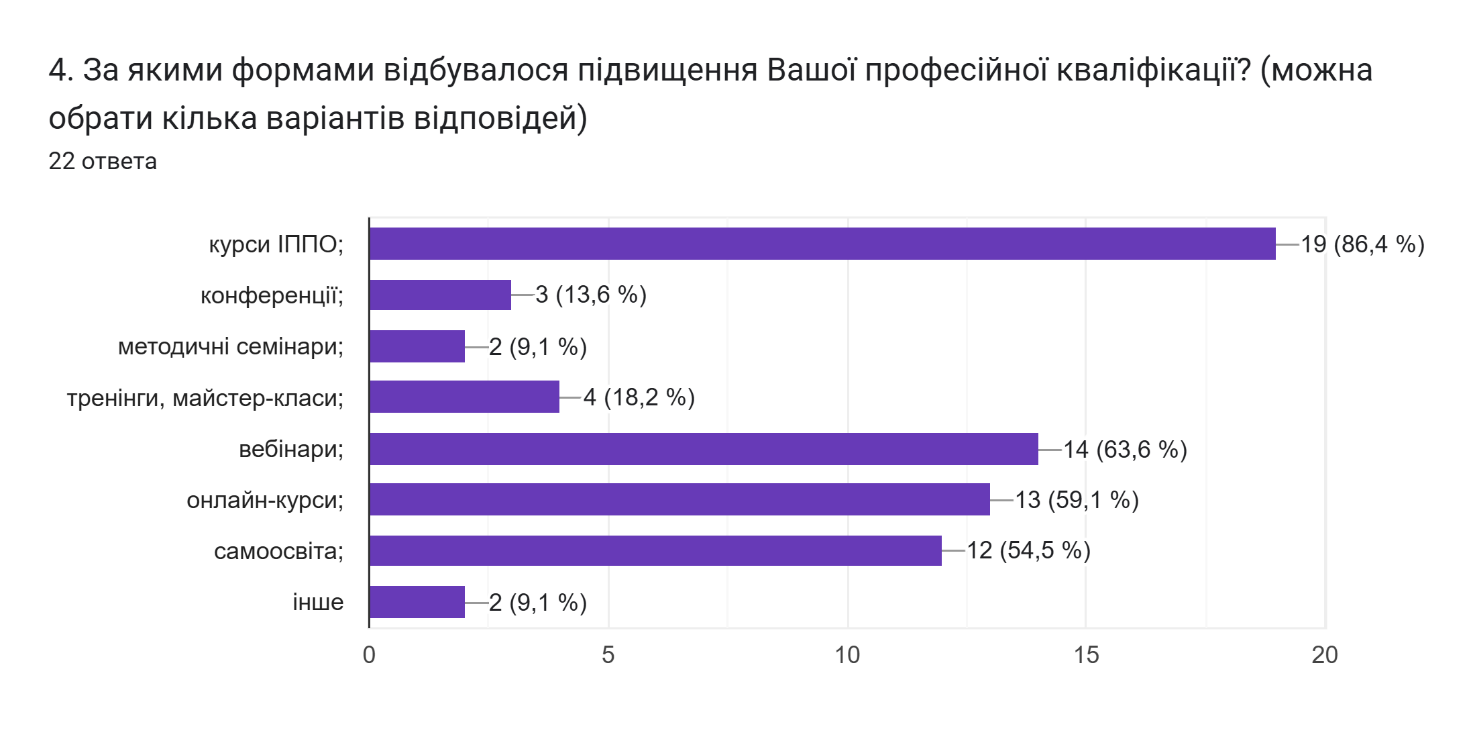 4. За якими формами відбувалося підвищення Вашої професійної кваліфікації? (можна
обрати кілька варіантів відповідей)
22 ответа
курси ІППО; 19 (86,4 %)
конференції; 3 (13,6 %)
методичні семінари; 2 (9,1 %)
тренінги, майстер-класи; 4 (18,2 %)
вебінари; 14 (63,6 %)
онлайн-курси; 13 (59,1 %)
самоосвіта; 12 (54,5 %)
інше 2 (9,1 %)
0 5 10 15 20